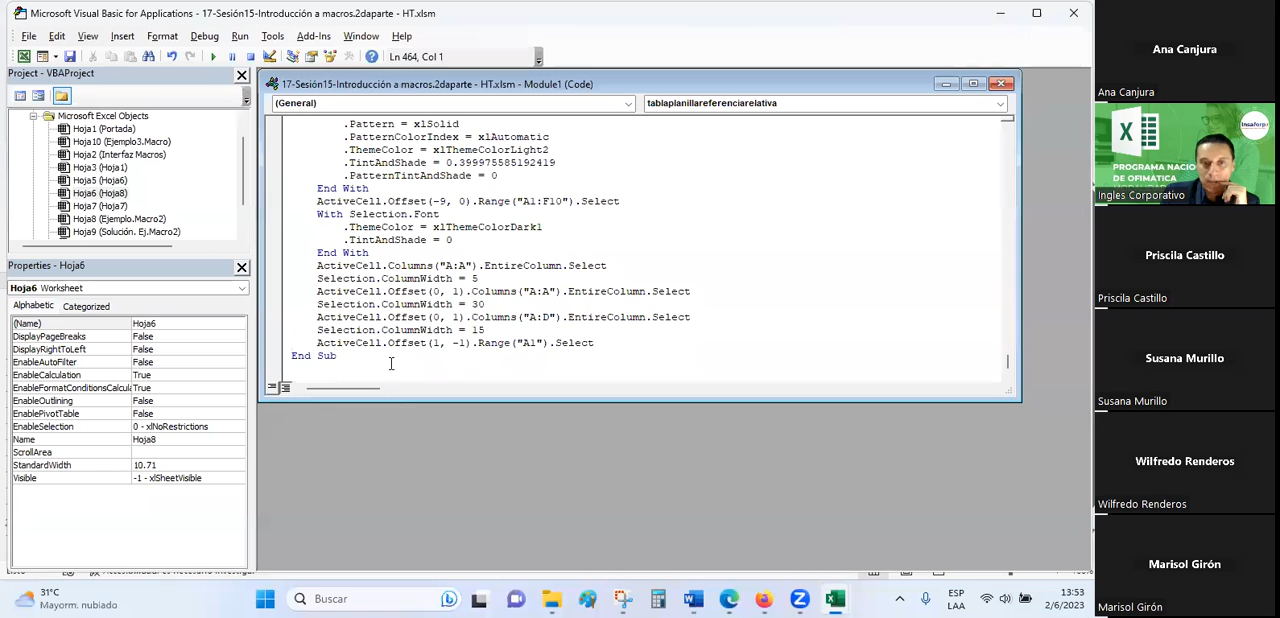 Microsoft Visual Basic for Applications - 17-Sesión15-Introducción a macros.2daparte - HT.xlsm
File Edit View Insert Format Debug Run Tools Add-Ins Window Help
Ln 464, Col 1
Project - VBAProject
Microsoft Excel Objects
Hoja1 (Portada)
Hoja10 (Ejemplo3.Macro)
Hoja2 (Interfaz Macros)
Hoja3 (Hoja1)
Hoja5 (Hoja6)
Hoja6 (Hoja8)
Hoja7 (Hoja7)
Hoja8 (Ejemplo.Macro2)
Hoja9 (Solución. Ej.Macro2)
Properties - Hoja6
Hoja6 Worksheet
Alphabetic Categorized
(Name) Hoja6
DisplayPageBreaks False
DisplayRightToLeft False
EnableAutoFilter False
EnableCalculation True
EnableFormatConditionsCalcula True
EnableOutlining False
EnablePivotTable False
EnableSelection 0 - xlNoRestrictions
Name Hoja8
ScrollArea
StandardWidth 10.71
Visible -1 - xlSheetVisible
17-Sesión15-Introducción a macros.2daparte - HT.xlsm - Module1 (Code)
(General) tablaplanillareferenciarelativa
.Pattern = xlSolid
.PatternColorIndex = xlAutomatic
.ThemeColor = xlThemeColorLight2
.TintAndShade = 0.399975585192419
.PatternTintAndShade = 0
End With
ActiveCell.Offset(-9, 0).Range("A1:F10").Select
With Selection.Font
.ThemeColor = xlThemeColorDark1
.TintAndShade = 0
End With
ActiveCell.Columns("A:A").EntireColumn.Select
Selection.ColumnWidth = 5
ActiveCell.Offset(0, 1).Columns("A:A").EntireColumn.Select
Selection.ColumnWidth = 30
ActiveCell.Offset(0, 1).Columns("A:D").EntireColumn.Select
Selection.ColumnWidth = 15
ActiveCell.Offset(1, -1).Range("A1").Select
End Sub
31°C
Mayorm. nublado
Buscar
ESP
LAA
13:53
2/6/2023
Ana Canjura
Ana Canjura
Insaforp
PROGRAMA NACIO
DE OFIMÁTICA
Ingles Corporativo
Priscila Castillo
Priscila Castillo
Susana Murillo
Susana Murillo
Wilfredo Renderos
Wilfredo Renderos
Marisol Girón
Marisol Girón